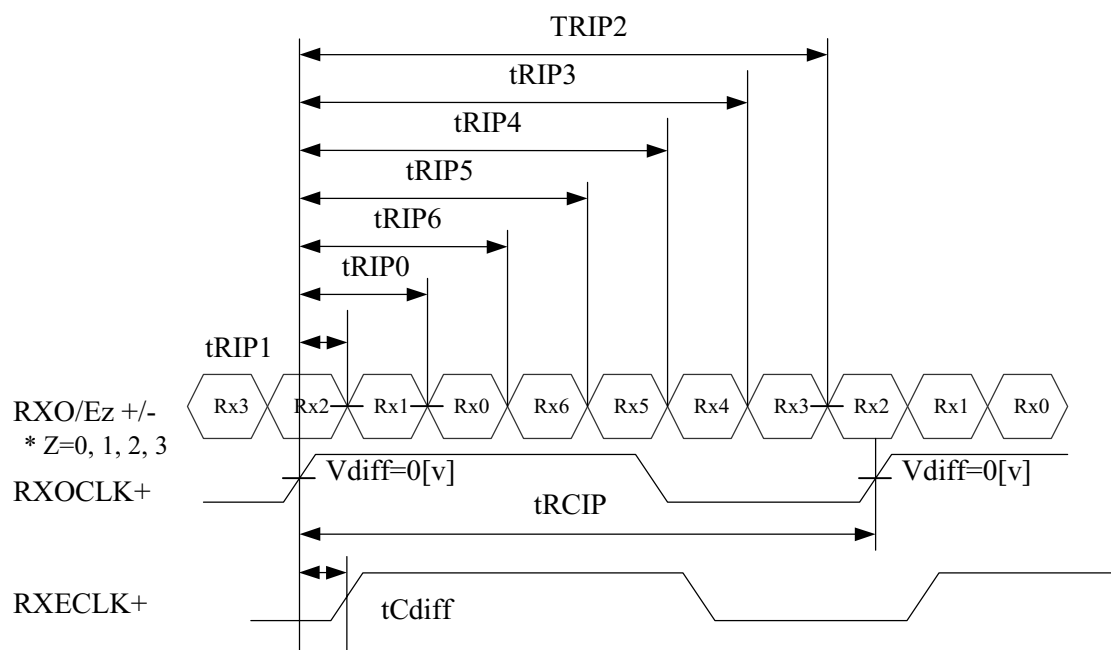 TRIP2
tRIP3
tRIP4
tRIP5
tRIP6
tRIP0
tRIP1
RXO/Ez +/- Rx3 Rx2 Rx1 Rx0 Rx6 Rx5 Rx4 Rx3 Rx2 Rx1 Rx0
* Z=0, 1, 2, 3
RXOCLK+ Vdiff=0[v] Vdiff=0[v]
tRCIP
RXECLK+ tCdiff